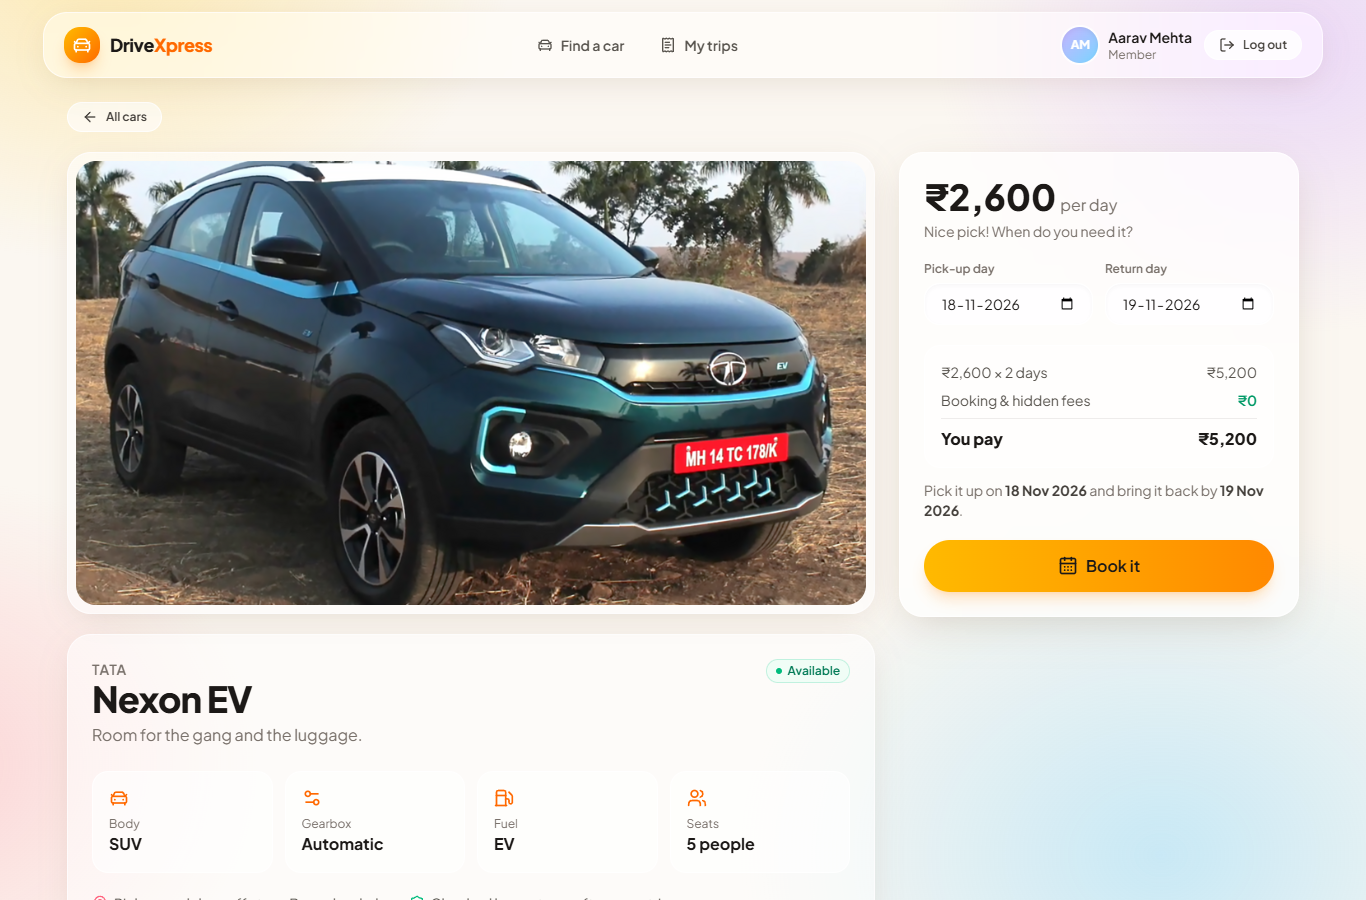 DriveXpress
Find a car
My trips
AM
Aarav Mehta
Member
Log out
All cars
EV
MH 14 TC 178/K
₹2,600 per day
Nice pick! When do you need it?
Pick-up day
Return day
18-11-2026
19-11-2026
₹2,600 × 2 days
₹5,200
Booking & hidden fees
₹0
You pay
₹5,200
Pick it up on 18 Nov 2026 and bring it back by 19 Nov
2026.
Book it
TATA
Available
Nexon EV
Room for the gang and the luggage.
Body
SUV
Gearbox
Automatic
Fuel
EV
Seats
5 people